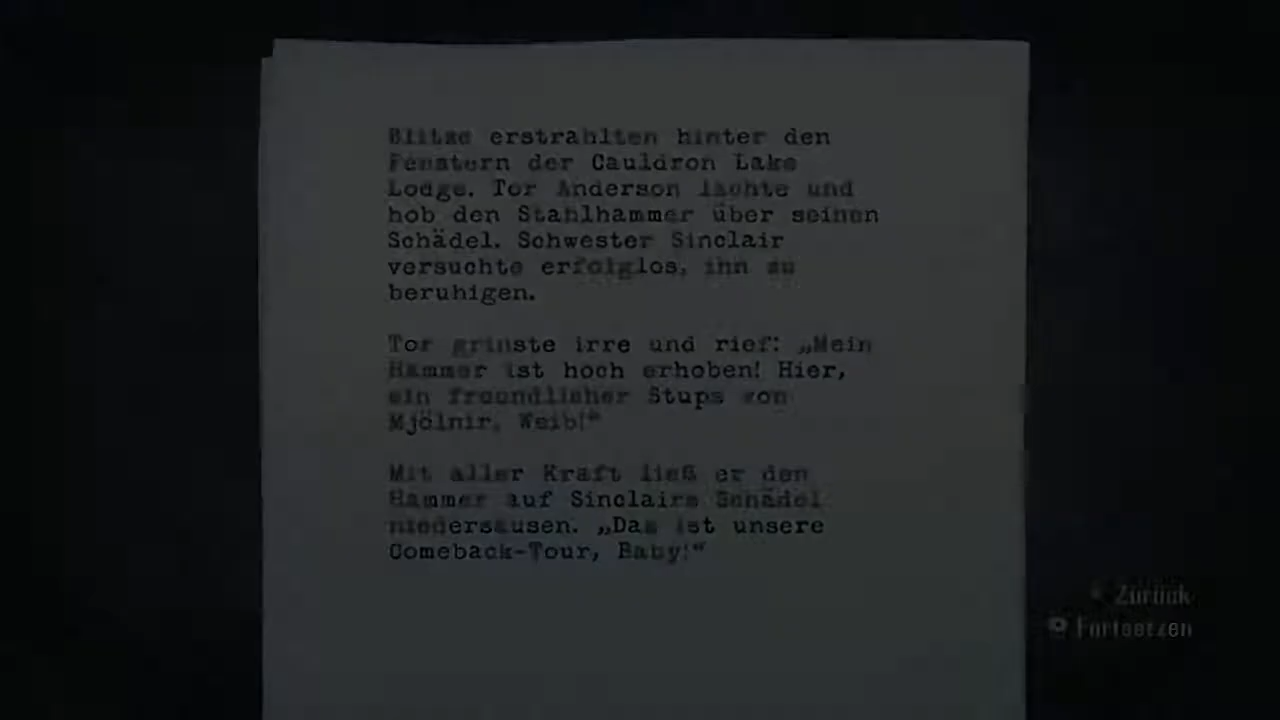 Blitze erstrahlten hinter den
Fenstern der Cauldron Lake
Lodge. Tor Anderson lachte und
hob den Stahlhammer über seinen
Schädel. Schwester Sinclair
versuchte erfolglos, ihn zu
beruhigen.
Tor grinste irre und rief: „Mein
Hammer ist hoch erhoben! Hier,
ein freundlicher Stups von
Mjölnir, Weib!“
Mit aller Kraft ließ er den
Hammer auf Sinclairs Schädel
niedersausen. „Das ist unsere
Comeback-Tour, Baby!“
Zurück
Fortsetzen